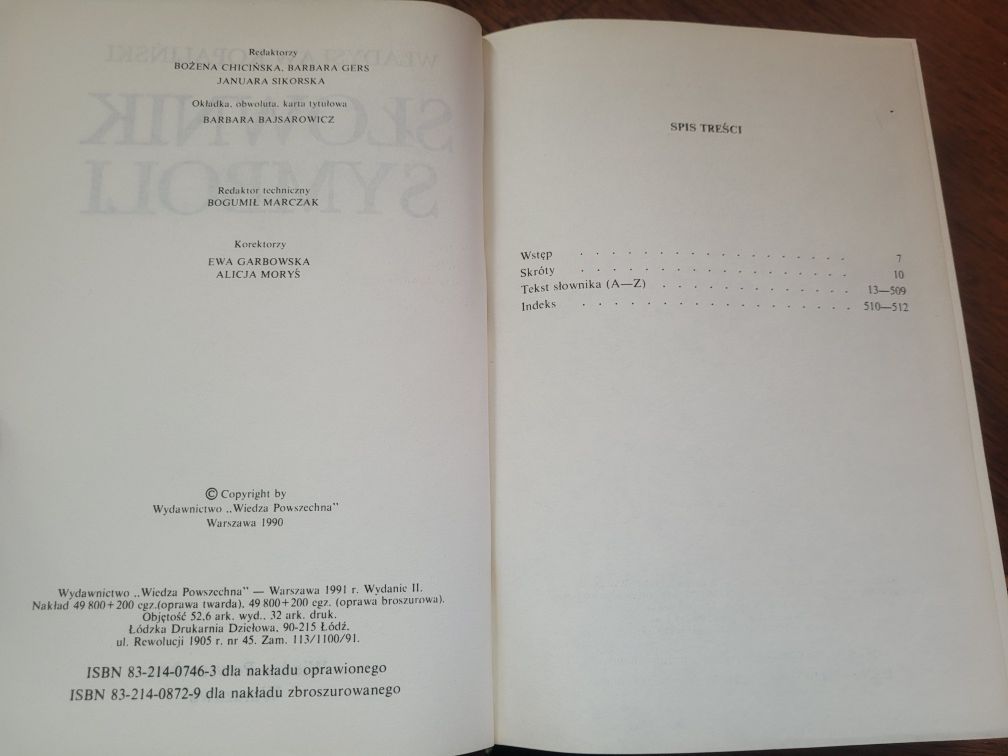 Redaktorzy
BOŻENA CHICIŃSKA, BARBARA GERS
JANUARA SIKORSKA
Okładka, obwoluta, karta tytułowa
BARBARA BAJSAROWICZ
Redaktor techniczny
BOGUMIŁ MARCZAK
Korektorzy
EWA GARBOWSKA
ALICJA MORYŚ
© Copyright by
Wydawnictwo „Wiedza Powszechna"
Warszawa 1990
Wydawnictwo „Wiedza Powszechna" — Warszawa 1991 r. Wydanie II.
Nakład 49 800+200 egz.(oprawa twarda), 49 800+200 egz. (oprawa broszurowa).
Objętość 52,6 ark. wyd., 32 ark. druk.
Łódzka Drukarnia Dziełowa, 90-215 Łódź,
ul. Rewolucji 1905 r. nr 45. Zam. 113/1100/91.
ISBN 83-214-0746-3 dla nakładu oprawionego
ISBN 83-214-0872-9 dla nakładu zbroszurowanego
WŁADYSŁAW KOPALIŃSKI
SŁOWNIK
SYMBOLI
SPIS TREŚCI
Wstęp . . . . . . . . . . . 7
Skróty . . . . . . . . . . . 10
Tekst słownika (A—Z) . . . . . . . . 13—509
Indeks . . . . . . . . . . . 510—512